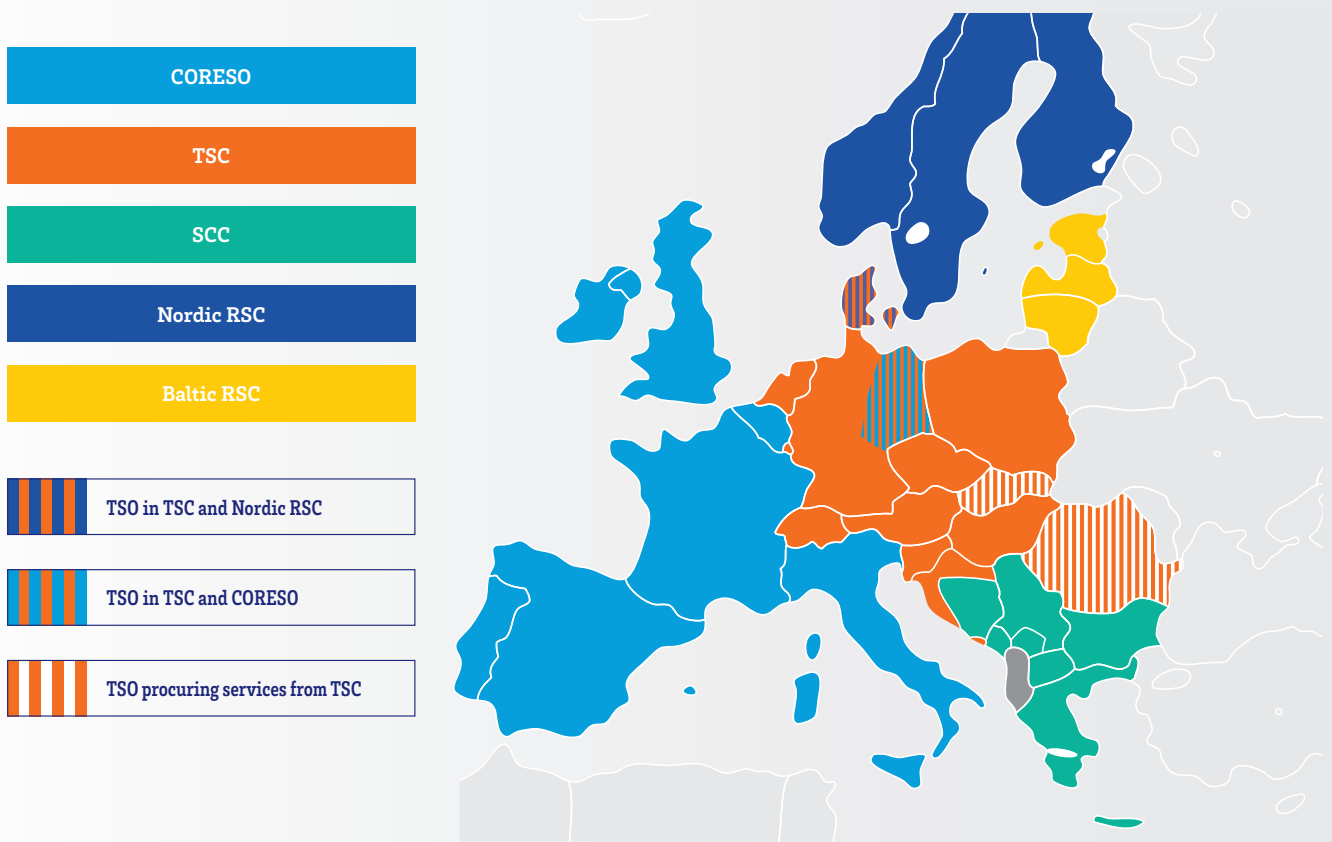 CORESO
TSC
SCC
Nordic RSC
Baltic RSC
TSO in TSC and Nordic RSC
TSO in TSC and CORESO
TSO procuring services from TSC